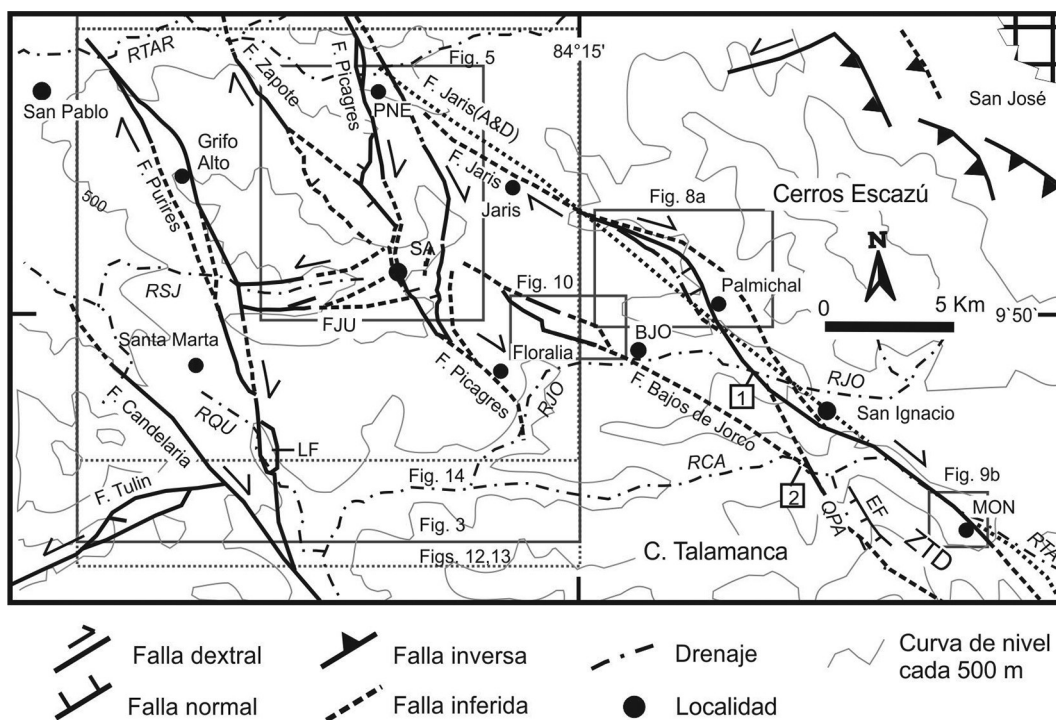 RTAR
F. Zapote
F. Picagres
Fig. 5
84°15'
San José
San Pablo
PNE
F. Jaris(A&D)
Grifo
Alto
F. Purires
F. Jaris
Jaris
500
Cerros Escazú
Fig. 8a
N
SA
RSJ
Fig. 10
Palmichal
0 5 Km
9°50`
FJU
Santa Marta
Floralia
BJO
F. Picagres
RJO
RJO
F. Bajos de Jorco
1
San Ignacio
F. Candelaria
RQU
LF
RCA
F. Tulin
Fig. 14
2
Fig. 9b
MON
Fig. 3
QPA
EF
ZTD
RTA
C. Talamanca
Figs. 12,13
Falla dextral
Falla inversa
Drenaje
Curva de nivel
cada 500 m
Falla normal
Falla inferida
Localidad